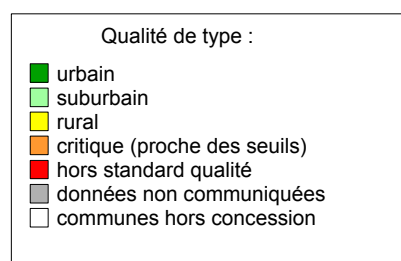 Qualité de type :
urbain
suburbain
rural
critique (proche des seuils)
hors standard qualité
données non communiquées
communes hors concession